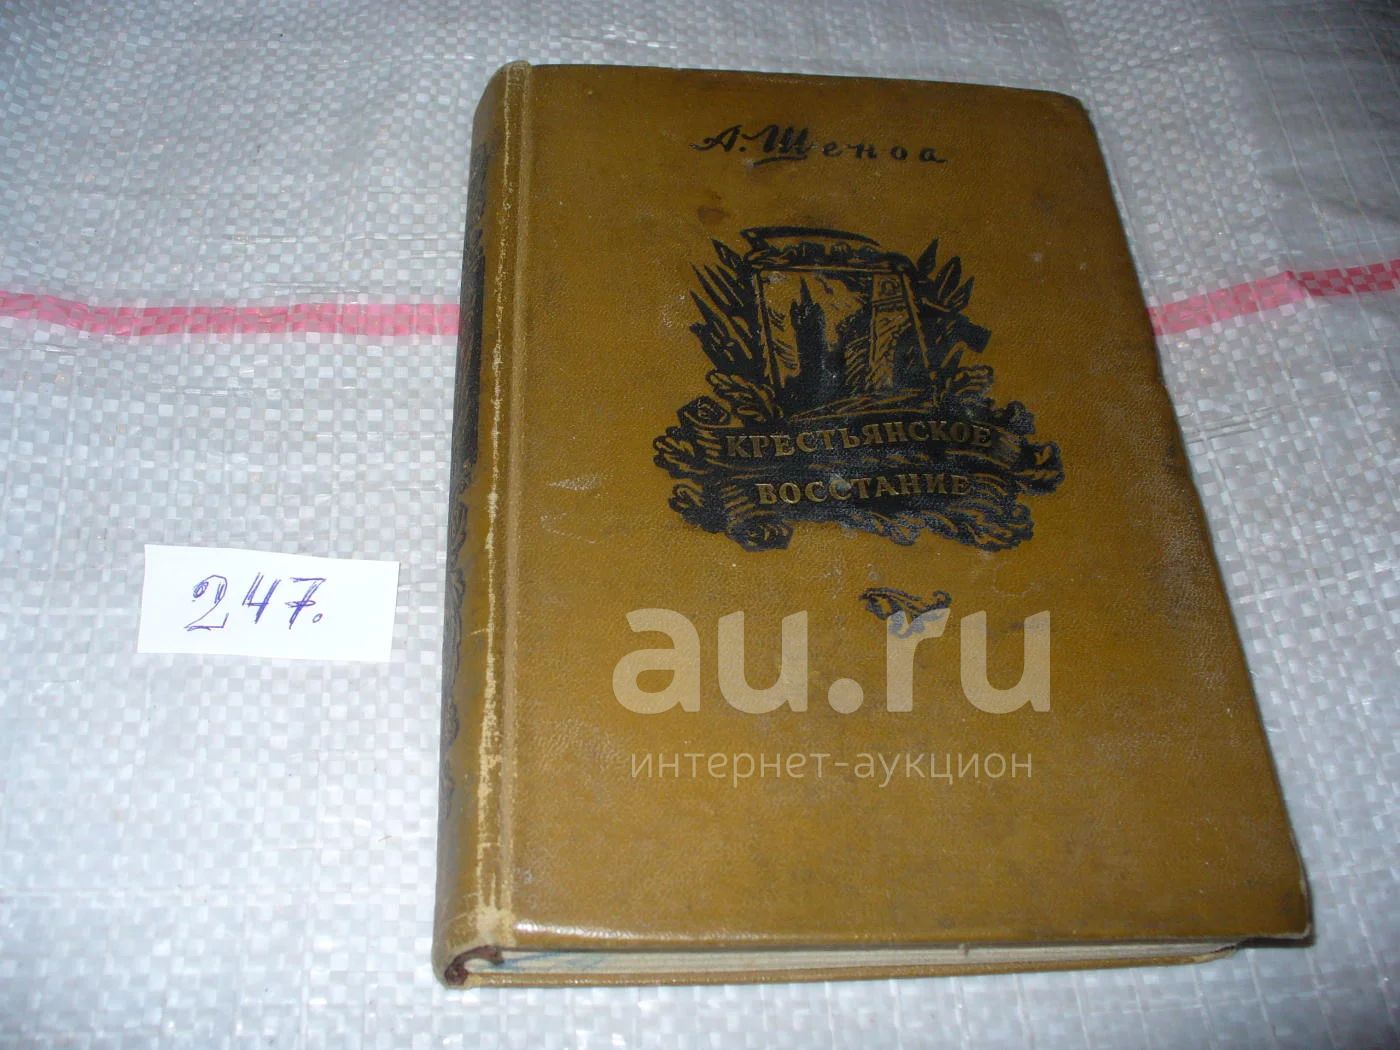 А. Шеноа
КРЕСТЬЯНСКОЕ
ВОССТАНИЕ
247.
au.ru
интернет-аукцион